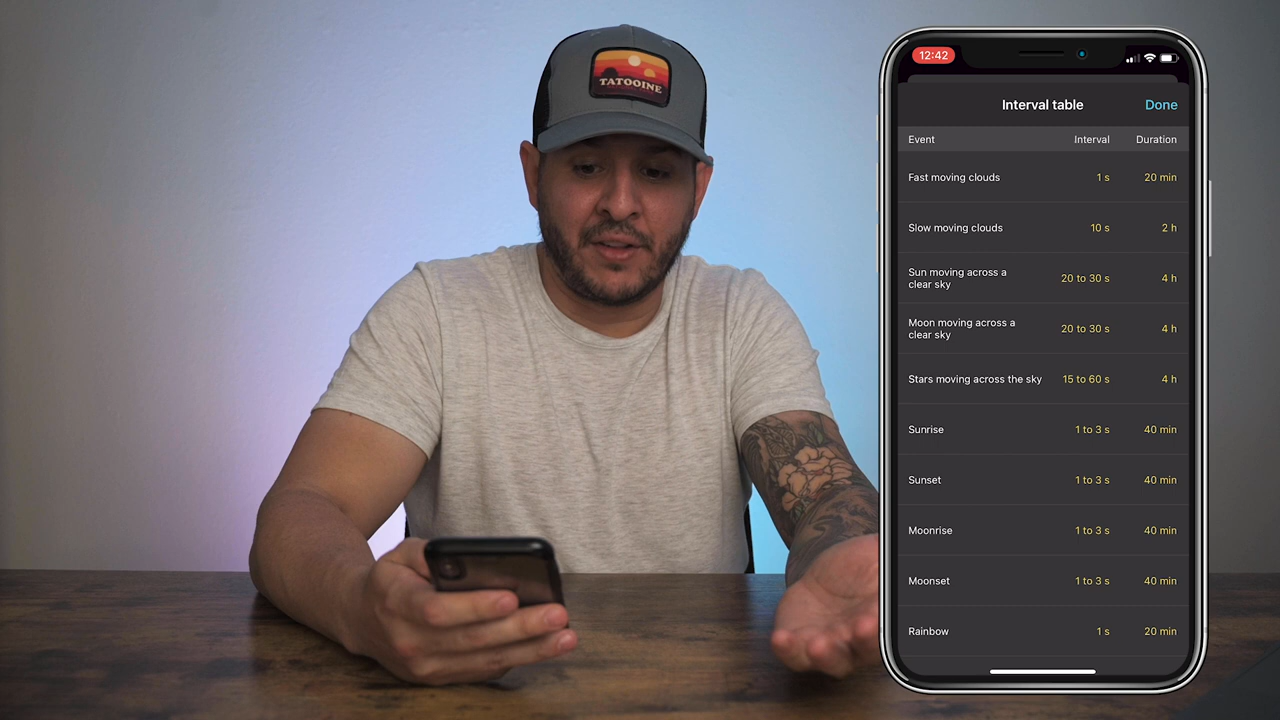 TATOOINE
12:42
Interval table
Done
Event Interval Duration
Fast moving clouds 1 s 20 min
Slow moving clouds 10 s 2 h
Sun moving across a
clear sky 20 to 30 s 4 h
Moon moving across a
clear sky 20 to 30 s 4 h
Stars moving across the sky 15 to 60 s 4 h
Sunrise 1 to 3 s 40 min
Sunset 1 to 3 s 40 min
Moonrise 1 to 3 s 40 min
Moonset 1 to 3 s 40 min
Rainbow 1 s 20 min